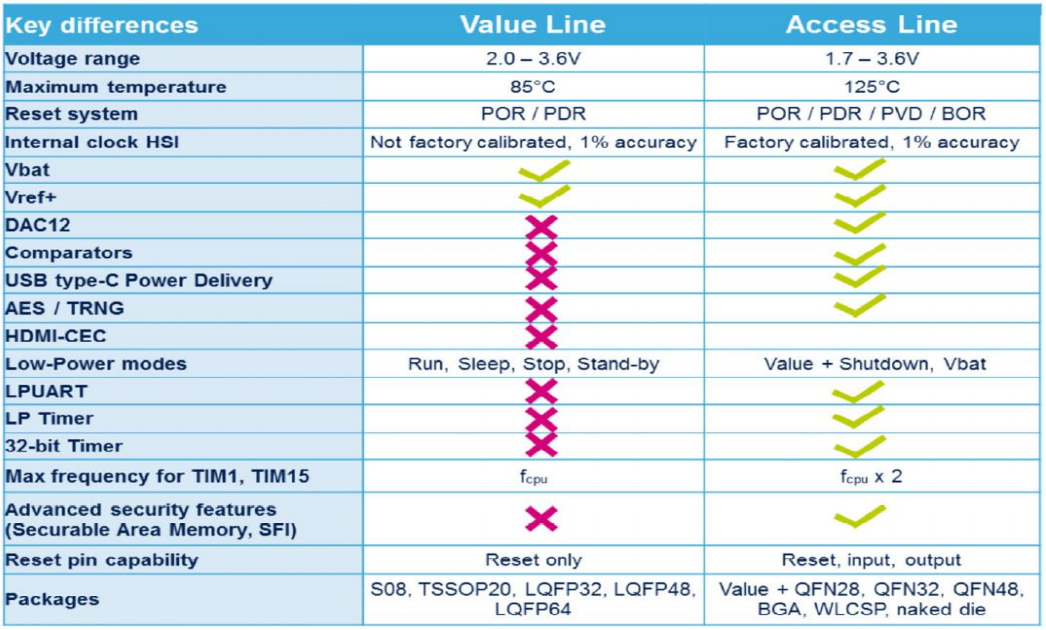 Key differences Value Line Access Line
Voltage range 2.0 – 3.6V 1.7 – 3.6V
Maximum temperature 85°C 125°C
Reset system POR / PDR POR / PDR / PVD / BOR
Internal clock HSI Not factory calibrated, 1% accuracy Factory calibrated, 1% accuracy
Vbat
Vref+
DAC12
Comparators
USB type-C Power Delivery
AES / TRNG
HDMI-CEC
Low-Power modes Run, Sleep, Stop, Stand-by Value + Shutdown, Vbat
LPUART
LP Timer
32-bit Timer
Max frequency for TIM1, TIM15 fcpu fcpu x 2
Advanced security features
(Securable Area Memory, SFI)
Reset pin capability Reset only Reset, input, output
Packages S08, TSSOP20, LQFP32, LQFP48, Value + QFN28, QFN32, QFN48,
LQFP64 BGA, WLCSP, naked die